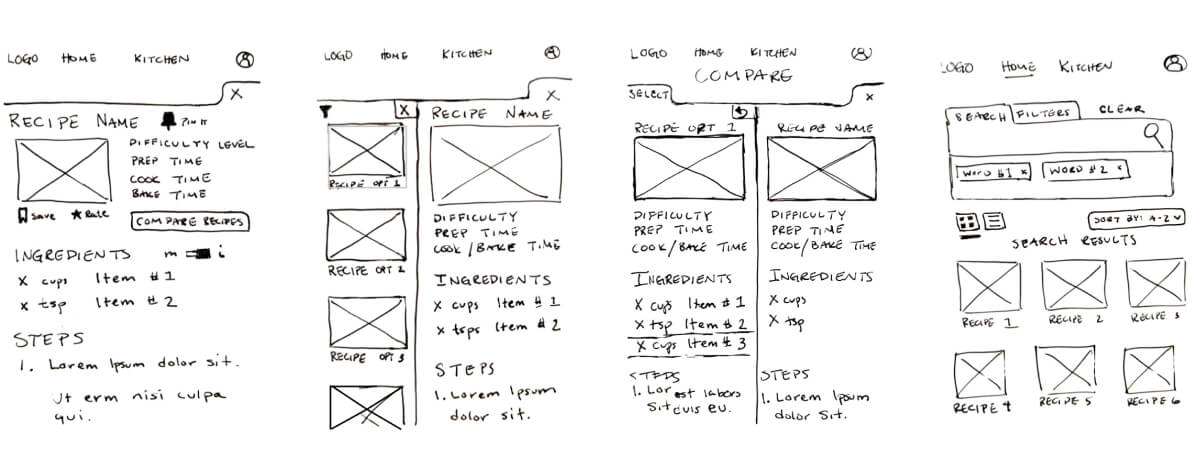 LOGO HOME KITCHEN
X
RECIPE NAME PIN IT
DIFFICULTY LEVEL
PREP TIME
COOK TIME
BAKE TIME
Save Rate
COMPARE RECIPES
INGREDIENTS m i
X cups Item #1
X tsp Item #2
STEPS
1. Lorem Ipsum dolor sit.
Ut erm nisi culpa
qui.
LOGO HOME KITCHEN
X
X
RECIPE OPT 1
RECIPE OPT 2
RECIPE OPT 3
RECIPE NAME
DIFFICULTY
PREP TIME
COOK/BAKE TIME
INGREDIENTS
X cups Item #1
X tsps Item #2
STEPS
1. Lorem Ipsum
dolor sit.
LOGO HOME KITCHEN
COMPARE
SELECT
X
RECIPE OPT 1
DIFFICULTY
PREP TIME
COOK/BAKE TIME
INGREDIENTS
X cups Item #1
X tsp Item #2
X cups Item #3
STEPS
1. Lor est labors
Sit cuis eu.
RECIPE NAME
DIFFICULTY
PREP TIME
COOK/BAKE TIME
INGREDIENTS
X cups
X tsp
STEPS
1. Lorem Ipsum
dolor Sit.
LOGO HOME KITCHEN
SEARCH FILTERS CLEAR
WORD #1 x WORD #2 x
SORT BY: A-Z
SEARCH RESULTS
RECIPE 1 RECIPE 2 RECIPE 3
RECIPE 4 RECIPE 5 RECIPE 6